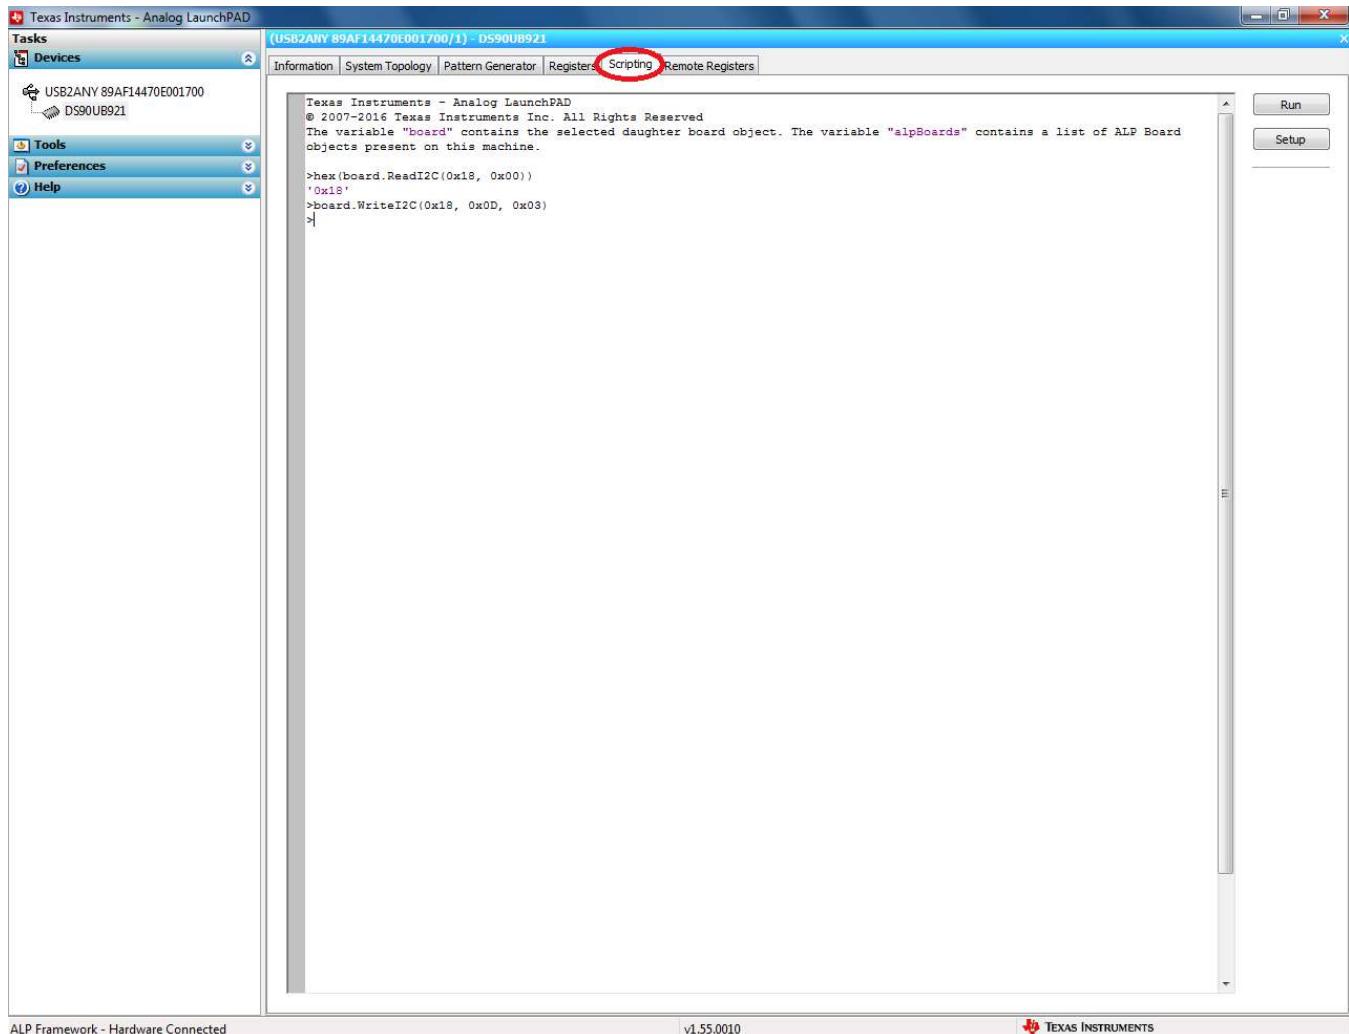 Texas Instruments - Analog LaunchPAD
Tasks
(USB2ANY 89AF14470E001700/1) - DS90UB921
Devices
Information System Topology Pattern Generator Registers Scripting Remote Registers
USB2ANY 89AF14470E001700
DS90UB921
Tools
Preferences
Help
Texas Instruments - Analog LaunchPAD
© 2007-2016 Texas Instruments Inc. All Rights Reserved
The variable "board" contains the selected daughter board object. The variable "alpBoards" contains a list of ALP Board
objects present on this machine.
>hex(board.ReadI2C(0x18, 0x00))
'0x18'
>board.WriteI2C(0x18, 0x0D, 0x03)
>
Run
Setup
ALP Framework - Hardware Connected v1.55.0010 TEXAS INSTRUMENTS